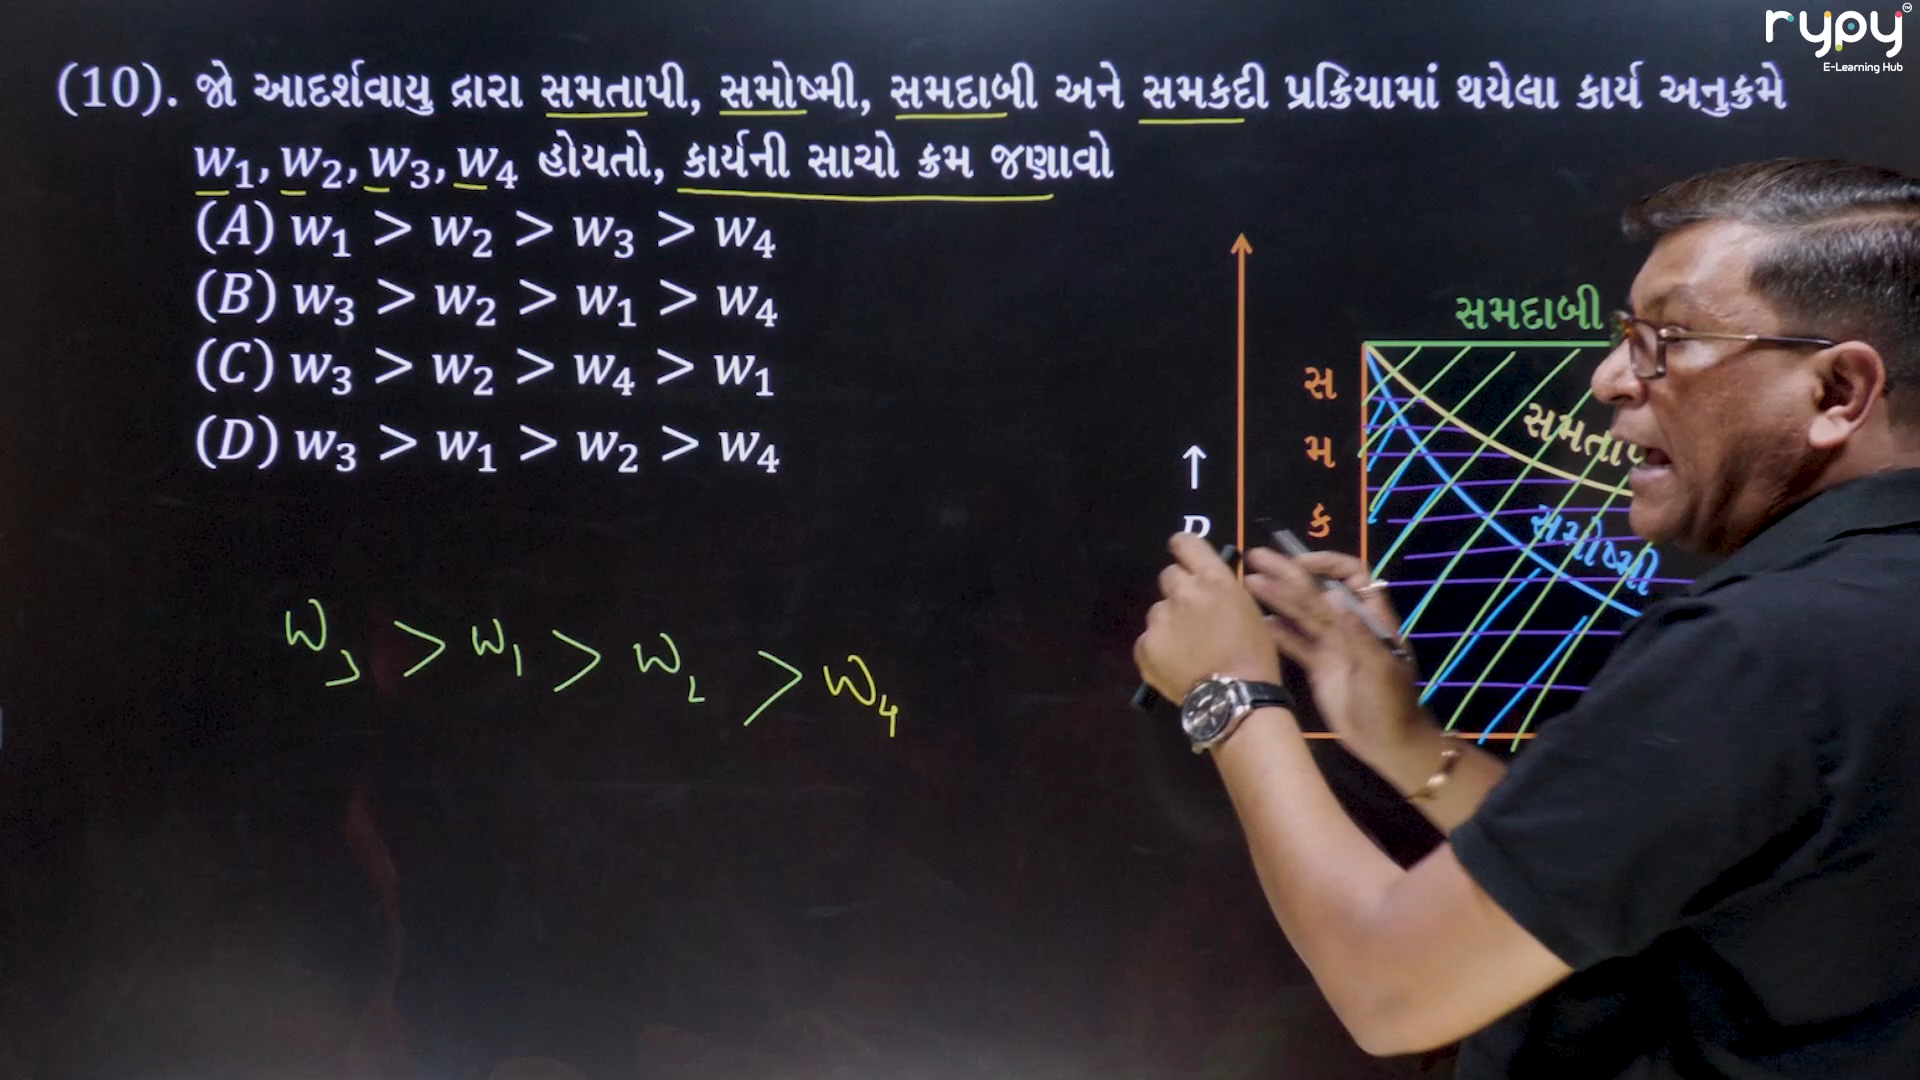 rypy
E-Learning Hub
(10). જો આદર્શવાયુ દ્રારા સમતાપી, સમોષ્મી, સમદાબી અને સમકદી પ્રક્રિયામાં થયેલા કાર્ય અનુક્રમે
w₁, w₂, w₃, w₄ હોયતો, કાર્યની સાચો ક્રમ જણાવો
(A) w₁ > w₂ > w₃ > w₄
(B) w₃ > w₂ > w₁ > w₄
(C) w₃ > w₂ > w₄ > w₁
(D) w₃ > w₁ > w₂ > w₄
સમદાબી
સ
મ
ક
↑
સમોષ્મી
W₃ > W₁ > W₂ > W₄